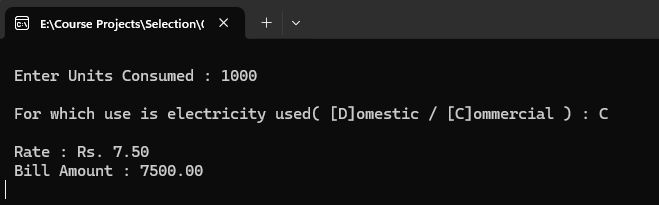 E:\Course Projects\Selection\
Enter Units Consumed : 1000
For which use is electricity used( [D]omestic / [C]ommercial ) : C
Rate : Rs. 7.50
Bill Amount : 7500.00